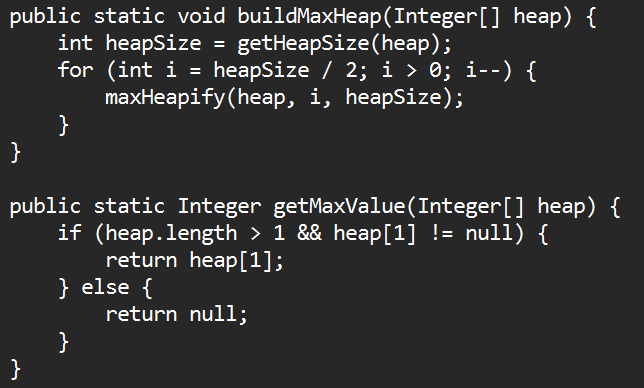 public static void buildMaxHeap(Integer[] heap) {
    int heapSize = getHeapSize(heap);
    for (int i = heapSize / 2; i > 0; i--) {
        maxHeapify(heap, i, heapSize);
    }
}

public static Integer getMaxValue(Integer[] heap) {
    if (heap.length > 1 && heap[1] != null) {
        return heap[1];
    } else {
        return null;
    }
}